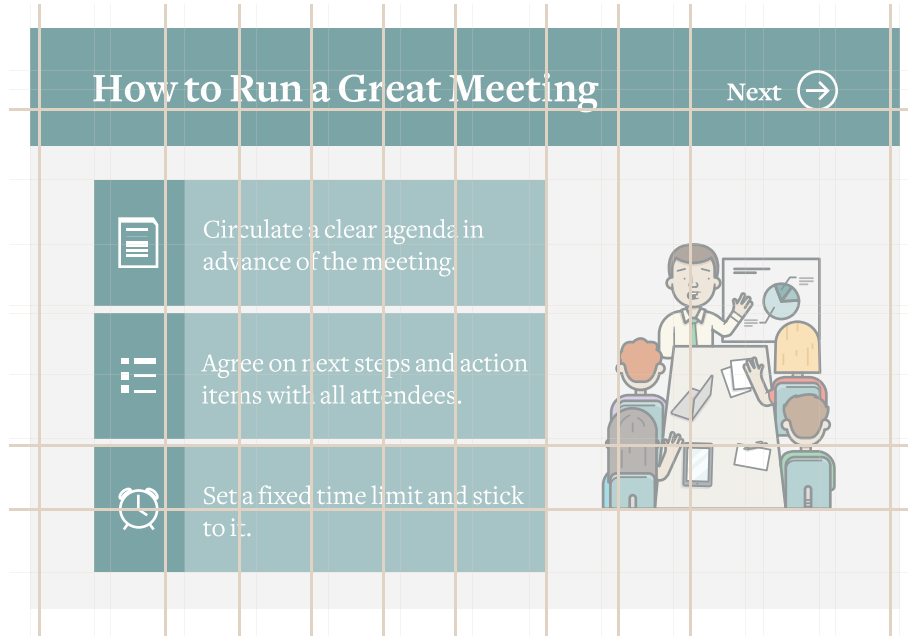 How to Run a Great Meeting
Next
Circulate a clear agenda in
advance of the meeting.
Agree on next steps and action
items with all attendees.
Set a fixed time limit and stick
to it.